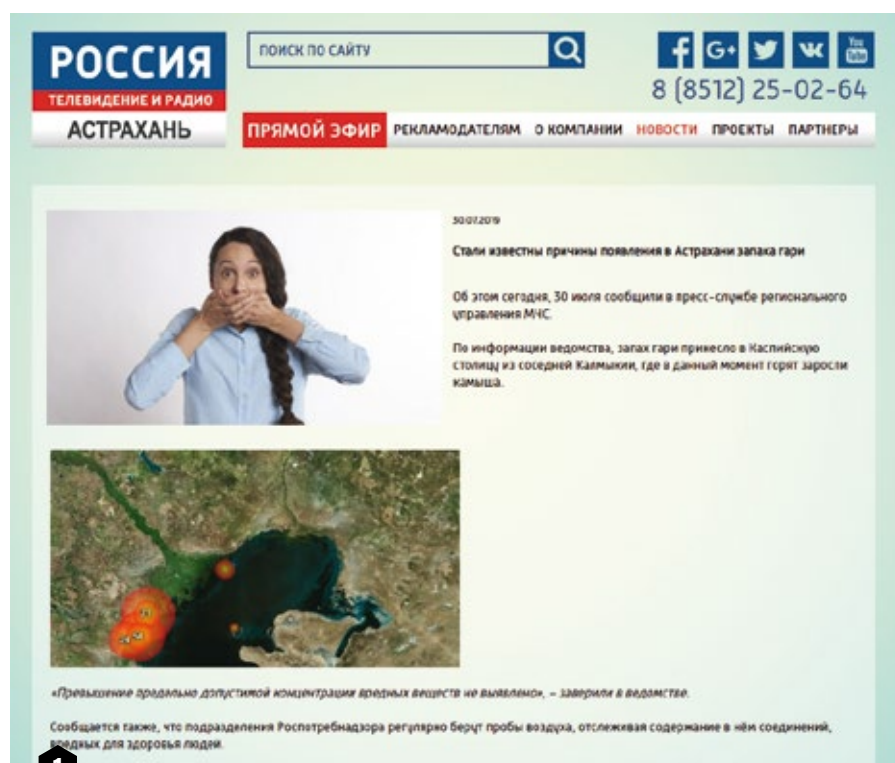 РОССИЯ
ТЕЛЕВИДЕНИЕ И РАДИО
АСТРАХАНЬ
ПОИСК ПО САЙТУ
f G+ You Tube
8 (8512) 25-02-64
ПРЯМОЙ ЭФИР РЕКЛАМОДАТЕЛЯМ О КОМПАНИИ НОВОСТИ ПРОЕКТЫ ПАРТНЕРЫ
30.07.2019
Стали известны причины появления в Астрахани запаха гари
Об этом сегодня, 30 июля сообщили в пресс-службе регионального
управления МЧС.
По информации ведомства, запах гари принесло в Каспийскую
столицу из соседней Калмыкии, где в данный момент горят заросли
камыша.
«Превышение предельно допустимой концентрации вредных веществ не выявлено», – заверили в ведомстве.
Сообщается также, что подразделения Роспотребнадзора регулярно берут пробы воздуха, отслеживая содержание в нём соединений,
вредных для здоровья людей.
1